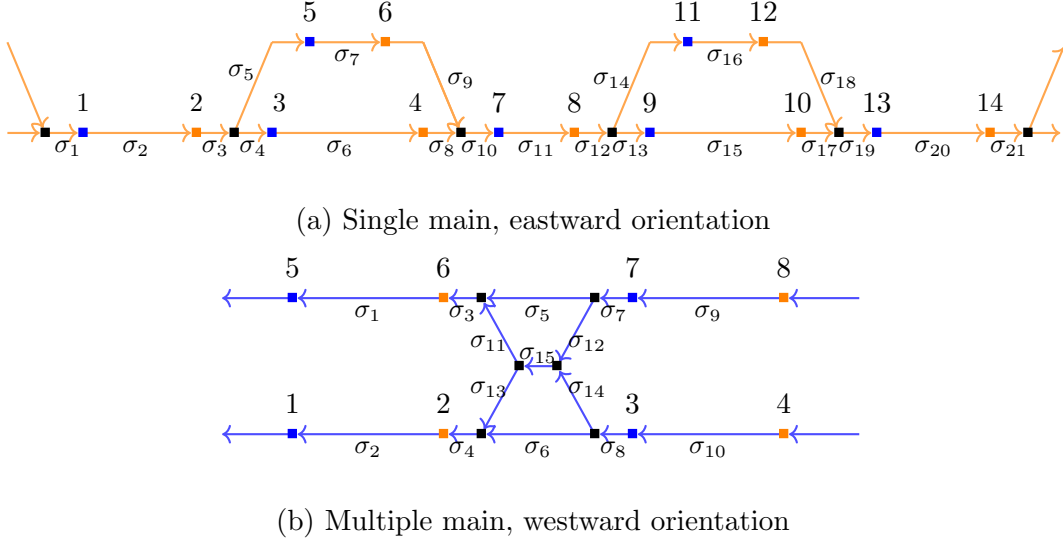 5 6 11 12
σ5 σ7 σ9 σ14 σ16 σ18
1 2 3 4 7 8 9 10 13 14
σ1 σ2 σ3 σ4 σ6 σ8 σ10 σ11 σ12 σ13 σ15 σ17 σ19 σ20 σ21
(a) Single main, eastward orientation
5 6 7 8
σ1 σ3 σ5 σ7 σ9
σ11 σ15 σ12
σ13 σ14
1 2 3 4
σ2 σ4 σ6 σ8 σ10
(b) Multiple main, westward orientation